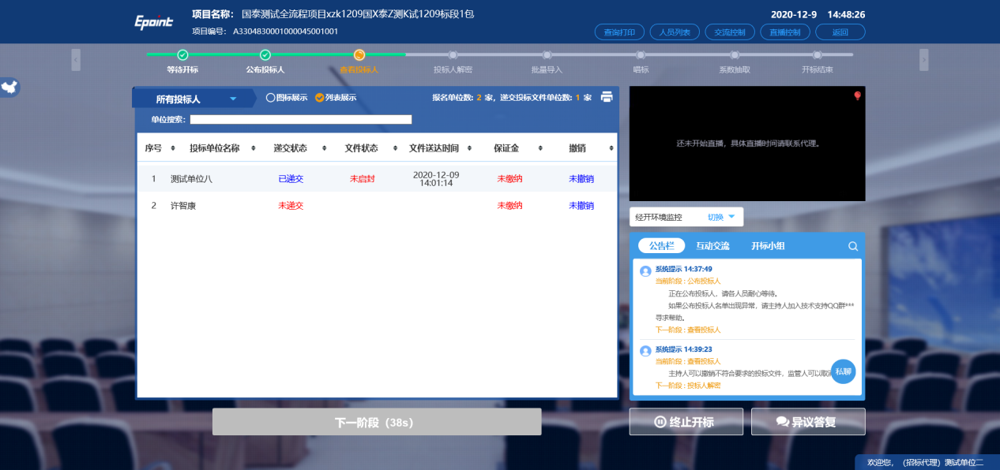 Epoint
项目名称: 国泰测试全流程项目xzk1209国X泰Z测K试1209标段1包
2020-12-9 14:48:26
项目编号: A3304830001000045001001
查询打印 人员列表 交流控制 直播控制 返回
等待开标 公布投标人 查看投标人 投标人解密 批量导入 唱标 系数抽取 开标结束
所有投标人 图标展示 列表展示 报名单位数: 2 家, 递交投标文件单位数: 1 家
单位搜索:
序号 投标单位名称 递交状态 文件状态 文件送达时间 保证金 撤销
1 测试单位八 已递交 未启封 2020-12-09 14:01:14 未缴纳 未撤销
2 许智康 未递交 未缴纳 未撤销
下一阶段（38s）
还未开始直播，具体直播时间请联系代理。
经开环境监控 切换
公告栏 互动交流 开标小组
系统提示 14:37:49
当前阶段 : 公布投标人
正在公布投标人，请各人员耐心等待。
如果公布投标人名单出现异常，请主持人加入技术支持QQ群***
寻求帮助。
下一阶段 : 查看投标人
系统提示 14:39:23
当前阶段 : 查看投标人
主持人可以撤销不符合要求的投标文件，监管人可以取
私聊
下一阶段 : 投标人解密
终止开标 异议答复
欢迎您, （招标代理）测试单位二